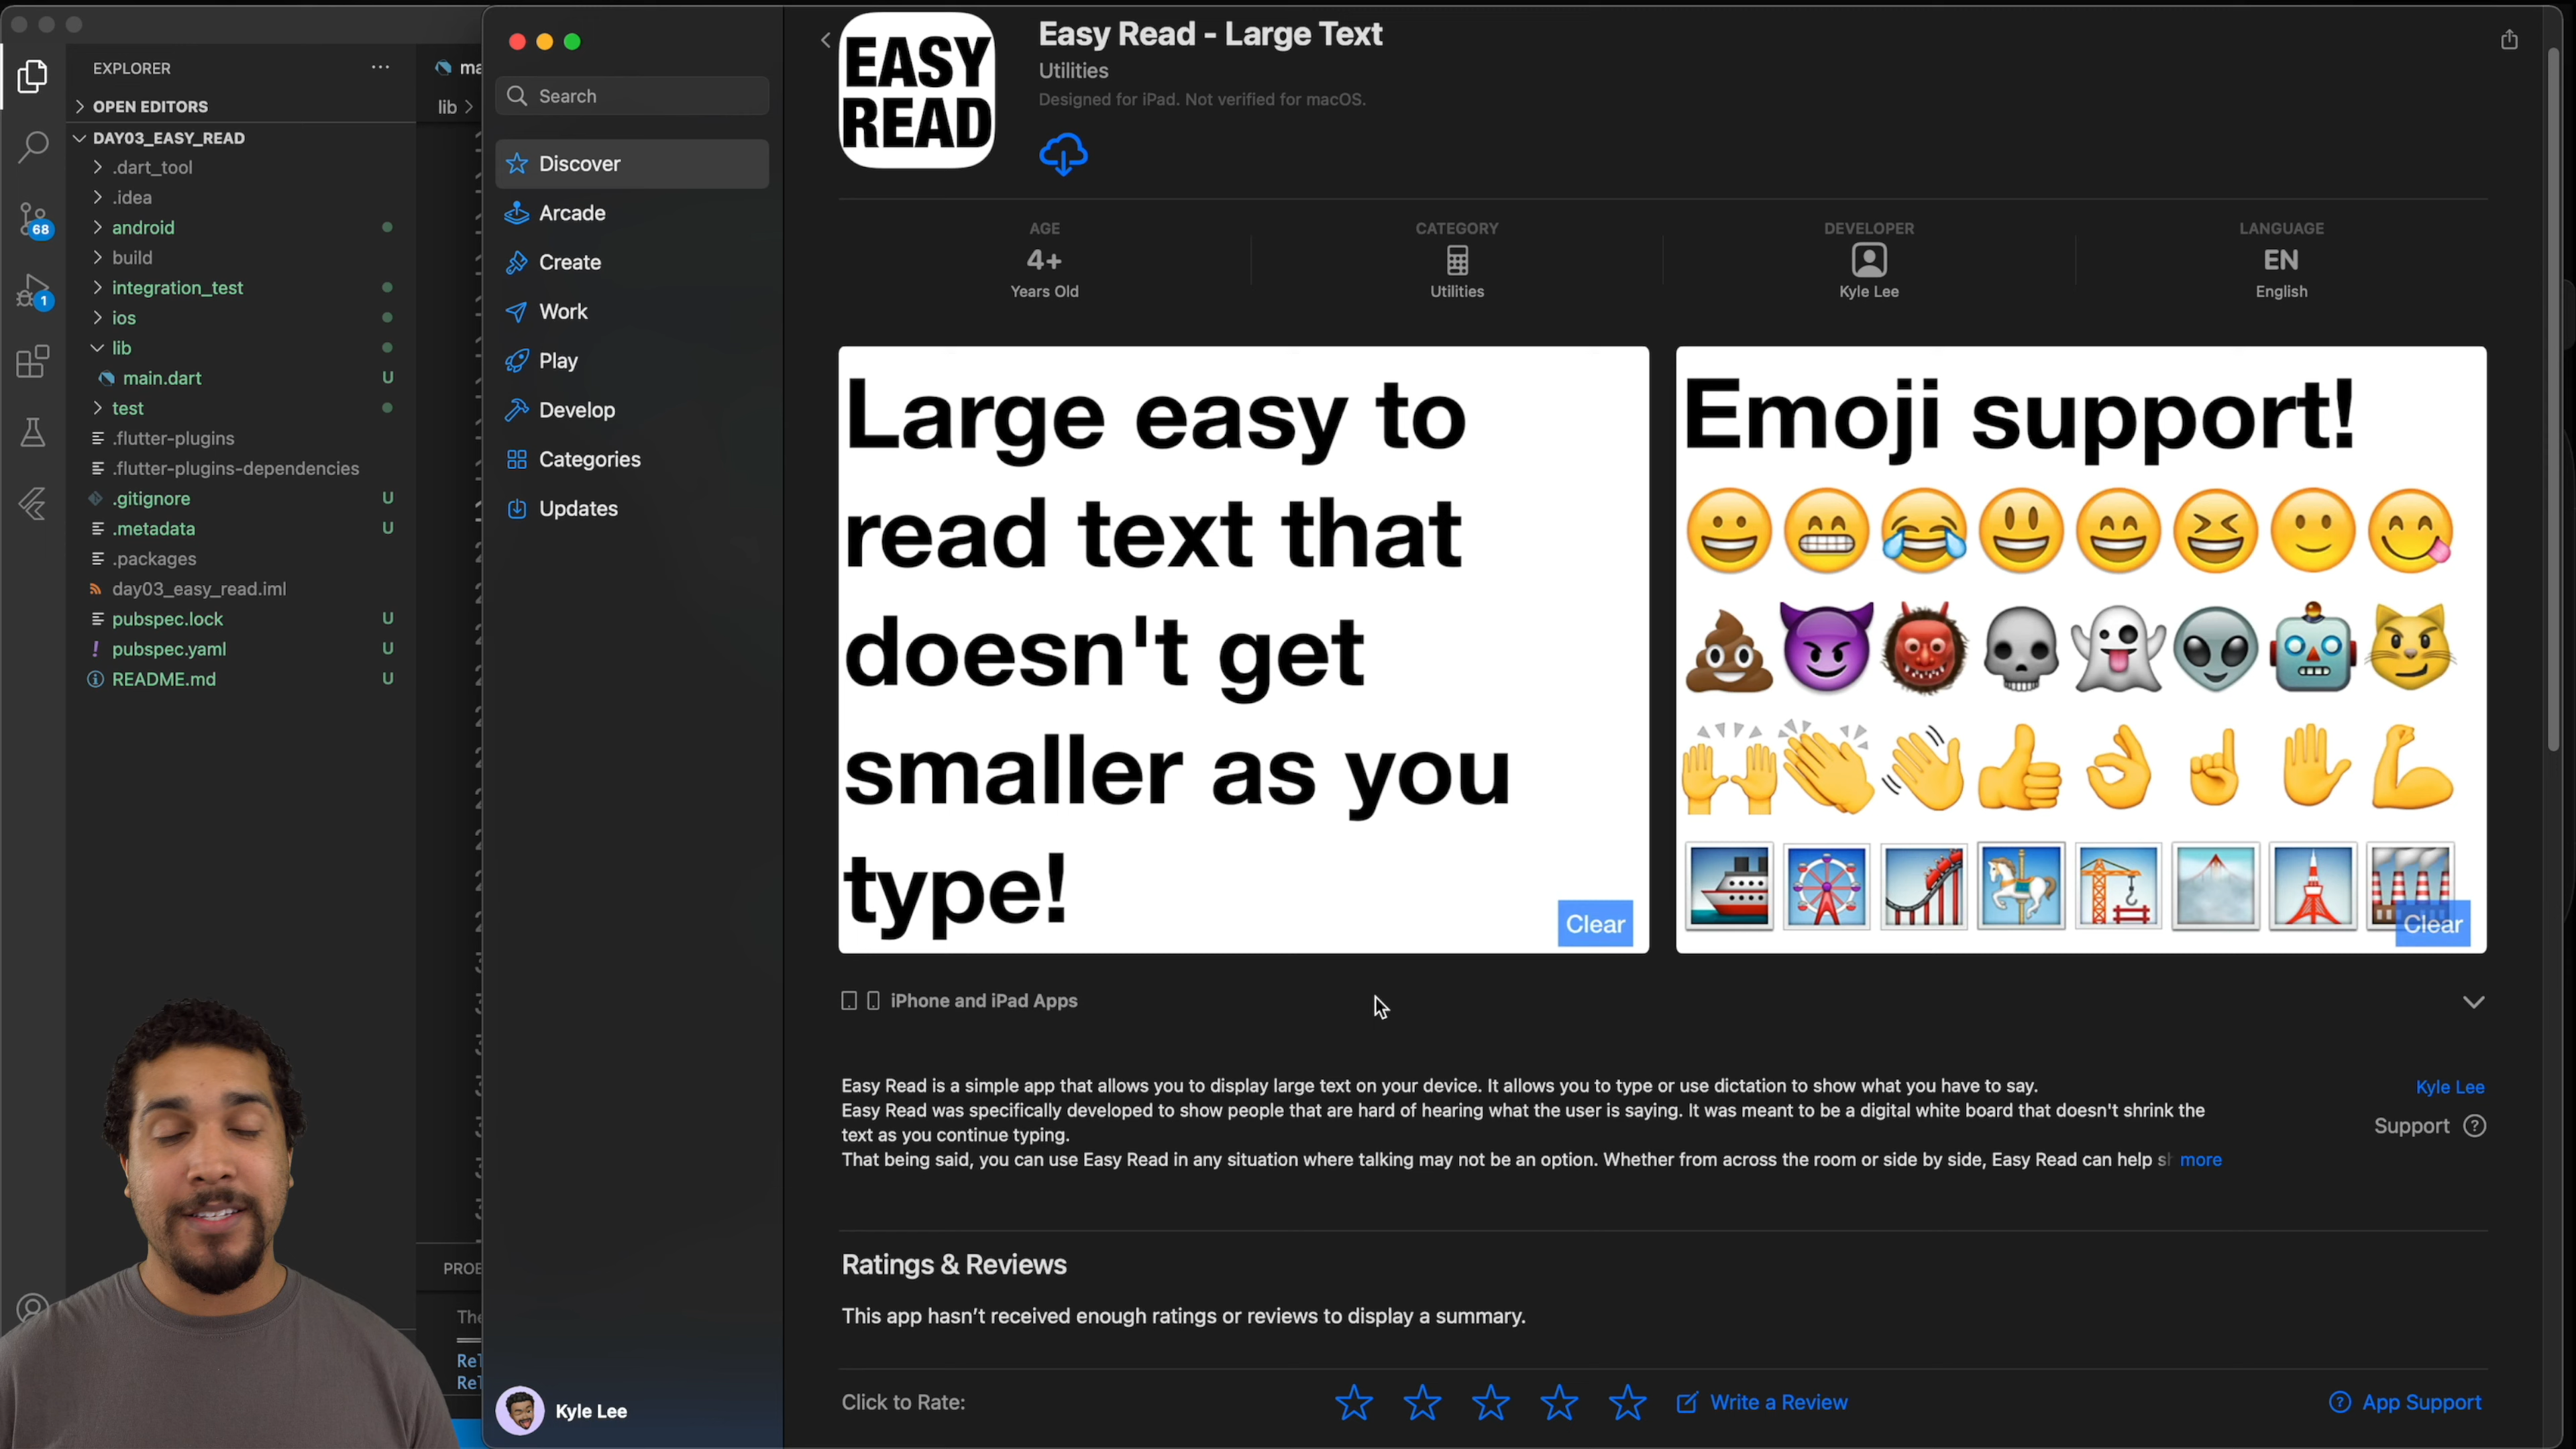 EXPLORER
OPEN EDITORS
DAY03_EASY_READ
.dart_tool
.idea
android
build
integration_test
ios
lib
main.dart U
test
.flutter-plugins
.flutter-plugins-dependencies
.gitignore U
.metadata U
.packages
day03_easy_read.iml
pubspec.lock U
! pubspec.yaml U
README.md U
68
1
lib >
Search
Discover
Arcade
Create
Work
Play
Develop
Categories
Updates
Kyle Lee
EASY
READ
Easy Read - Large Text
Utilities
Designed for iPad. Not verified for macOS.
AGE
4+
Years Old
CATEGORY
Utilities
DEVELOPER
Kyle Lee
LANGUAGE
EN
English
Large easy to
read text that
doesn't get
smaller as you
type!
Clear
Emoji support!
Clear
iPhone and iPad Apps
Easy Read is a simple app that allows you to display large text on your device. It allows you to type or use dictation to show what you have to say.
Easy Read was specifically developed to show people that are hard of hearing what the user is saying. It was meant to be a digital white board that doesn't shrink the
text as you continue typing.
That being said, you can use Easy Read in any situation where talking may not be an option. Whether from across the room or side by side, Easy Read can help more
Kyle Lee
Support
Ratings & Reviews
This app hasn't received enough ratings or reviews to display a summary.
Click to Rate:
Write a Review
App Support